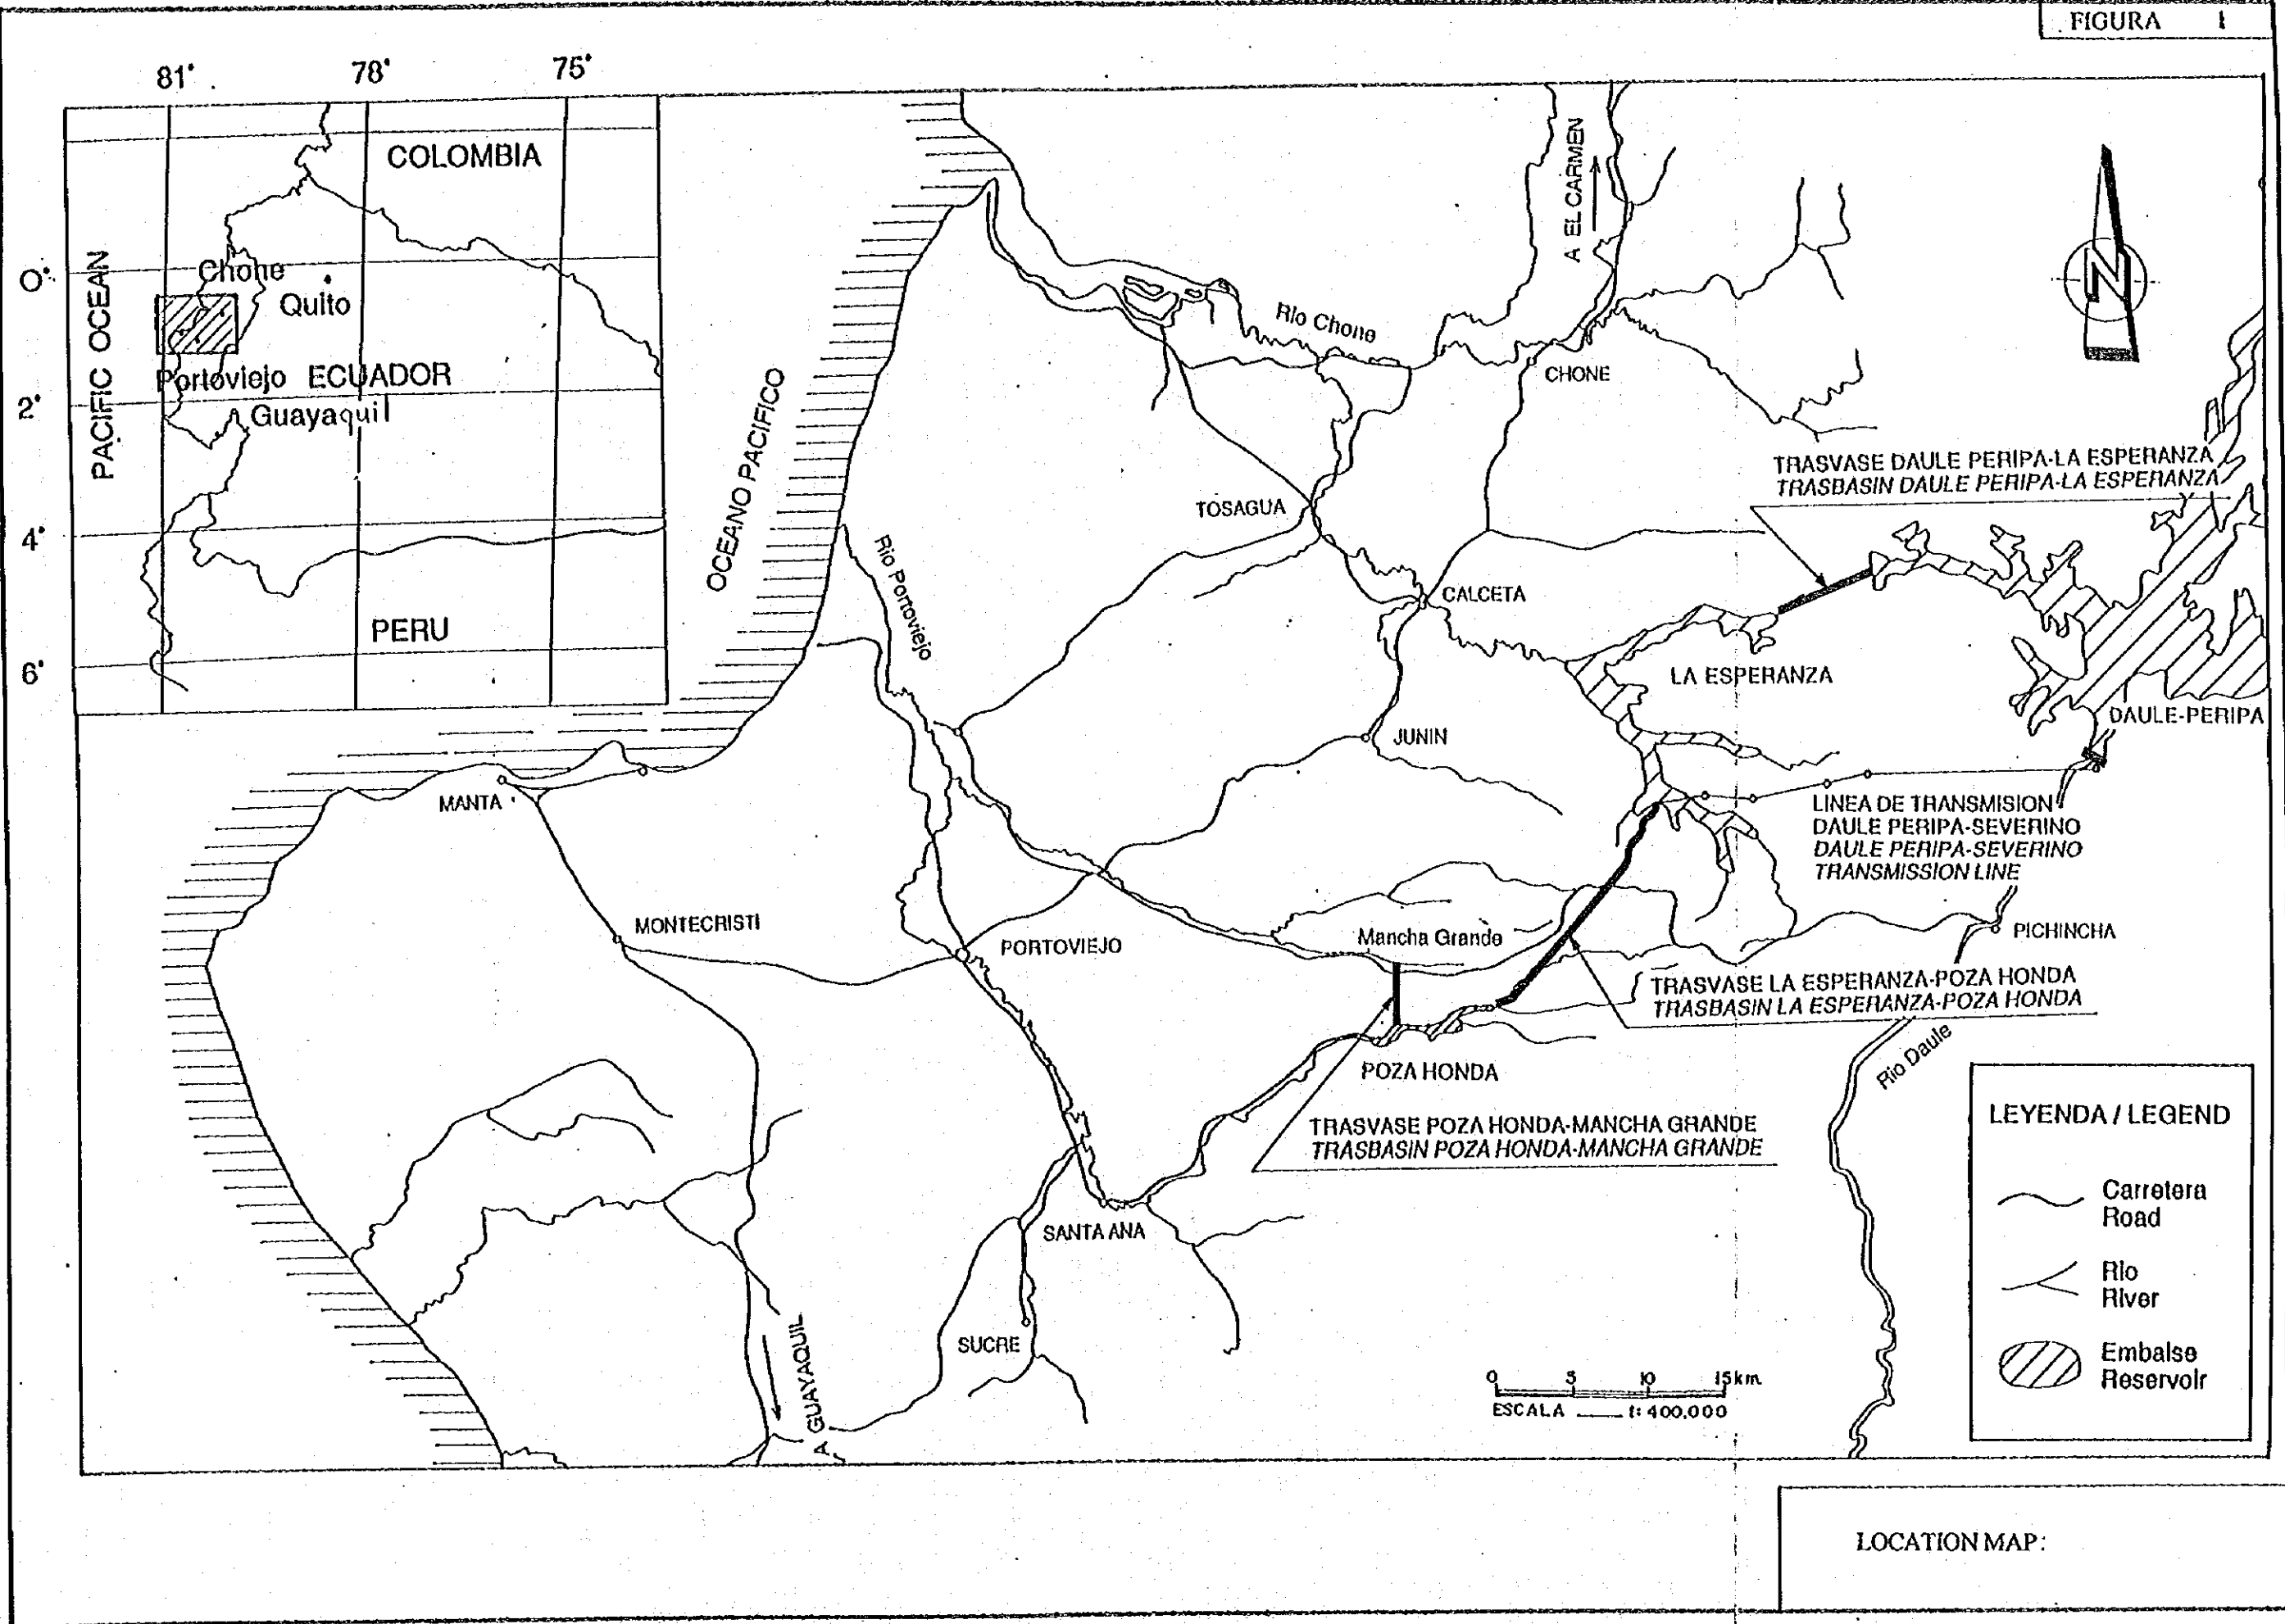 FIGURA 1
81° 78° 75°
COLOMBIA
0°
2°
4°
6°
PACIFIC OCEAN
Chone
Quito
Portoviejo ECUADOR
Guayaquil
PERU
OCEANO PACIFICO
A EL CARMEN
Rio Chone
CHONE
N
TRASVASE DAULE PERIPA-LA ESPERANZA
TRASBASIN DAULE PERIPA-LA ESPERANZA
TOSAGUA
Rio Portoviejo
CALCETA
LA ESPERANZA
DAULE-PERIPA
JUNIN
MANTA
LINEA DE TRANSMISION
DAULE PERIPA-SEVERINO
DAULE PERIPA-SEVERINO
TRANSMISSION LINE
MONTECRISTI
PORTOVIEJO
Mancha Grande
PICHINCHA
TRASVASE LA ESPERANZA-POZA HONDA
TRASBASIN LA ESPERANZA-POZA HONDA
Rio Daule
POZA HONDA
TRASVASE POZA HONDA-MANCHA GRANDE
TRASBASIN POZA HONDA-MANCHA GRANDE
SANTA ANA
SUCRE
A GUAYAQUIL
0 5 10 15 km.
ESCALA 1:400.000
LEYENDA / LEGEND
Carretera
Road
Rio
River
Embalse
Reservoir
LOCATION MAP: